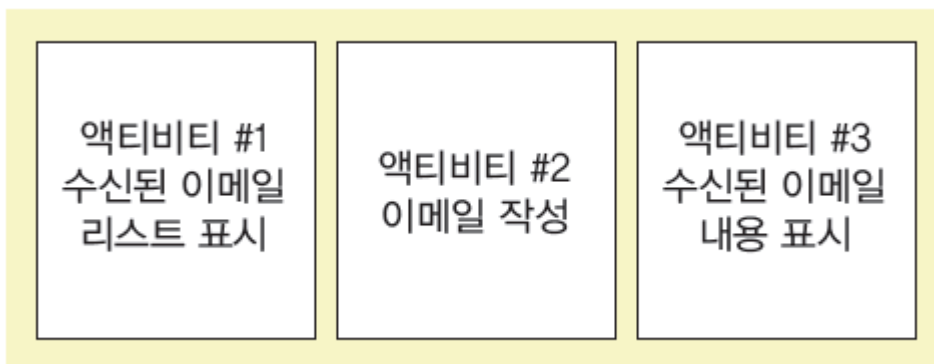 액티비티 #1
수신된 이메일
리스트 표시
액티비티 #2
이메일 작성
액티비티 #3
수신된 이메일
내용 표시